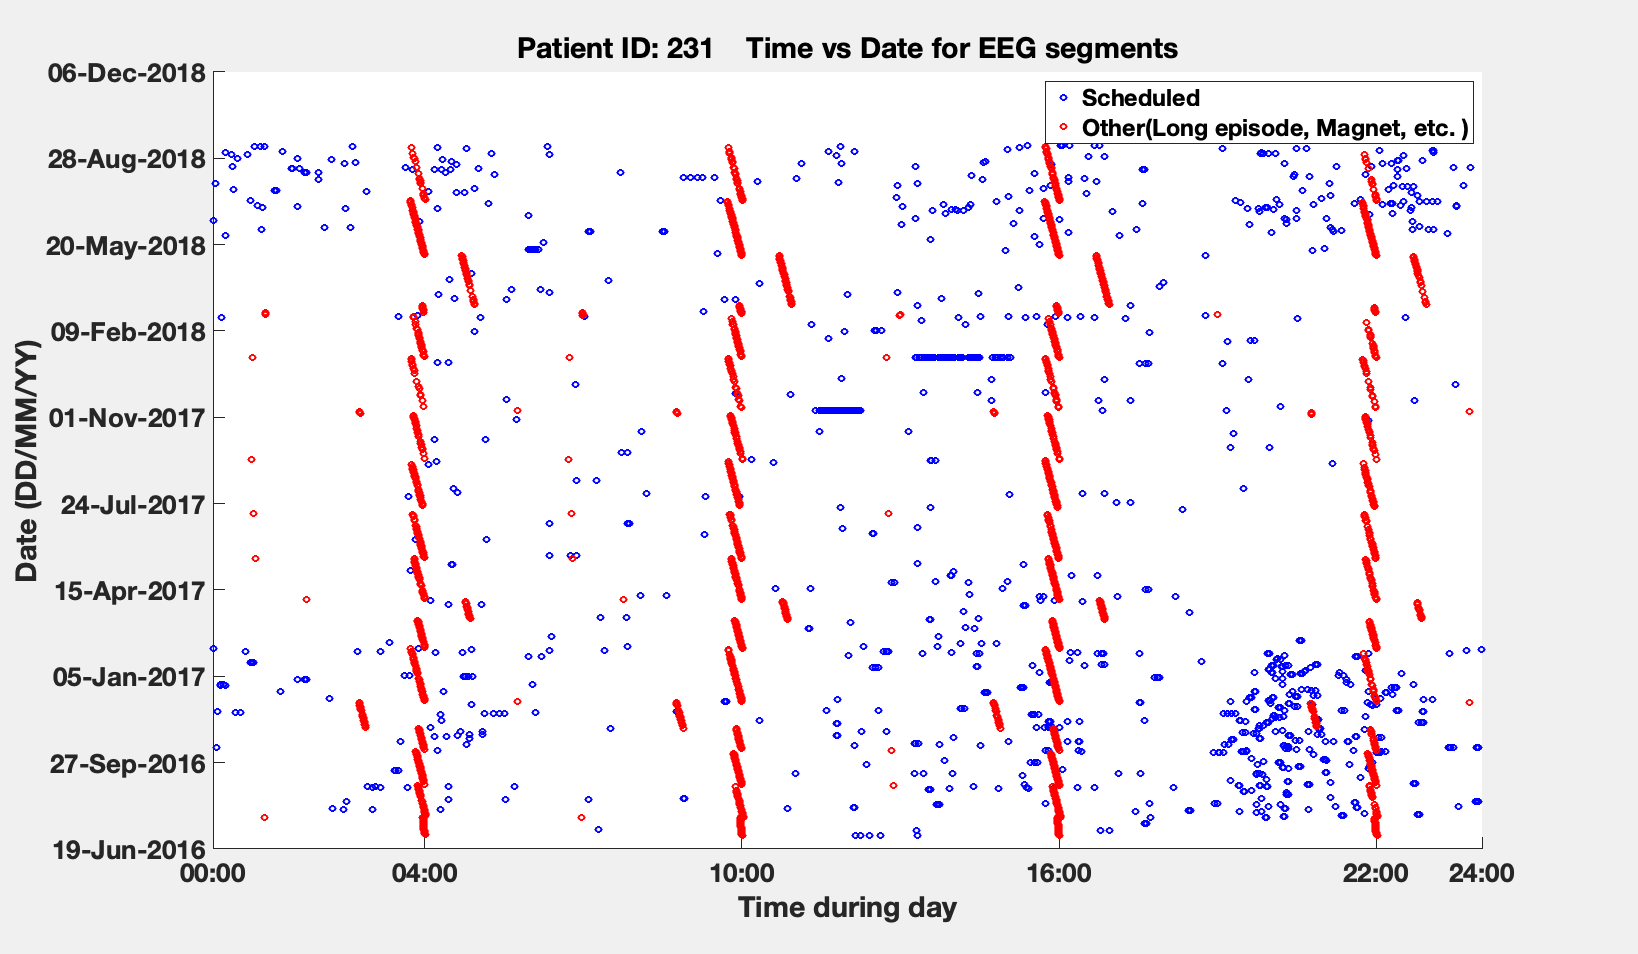 Patient ID: 231    Time vs Date for EEG segments
06-Dec-2018
28-Aug-2018
20-May-2018
09-Feb-2018
01-Nov-2017
24-Jul-2017
15-Apr-2017
05-Jan-2017
27-Sep-2016
19-Jun-2016
Date (DD/MM/YY)
Scheduled
Other(Long episode, Magnet, etc. )
00:00 04:00 10:00 16:00 22:00 24:00
Time during day